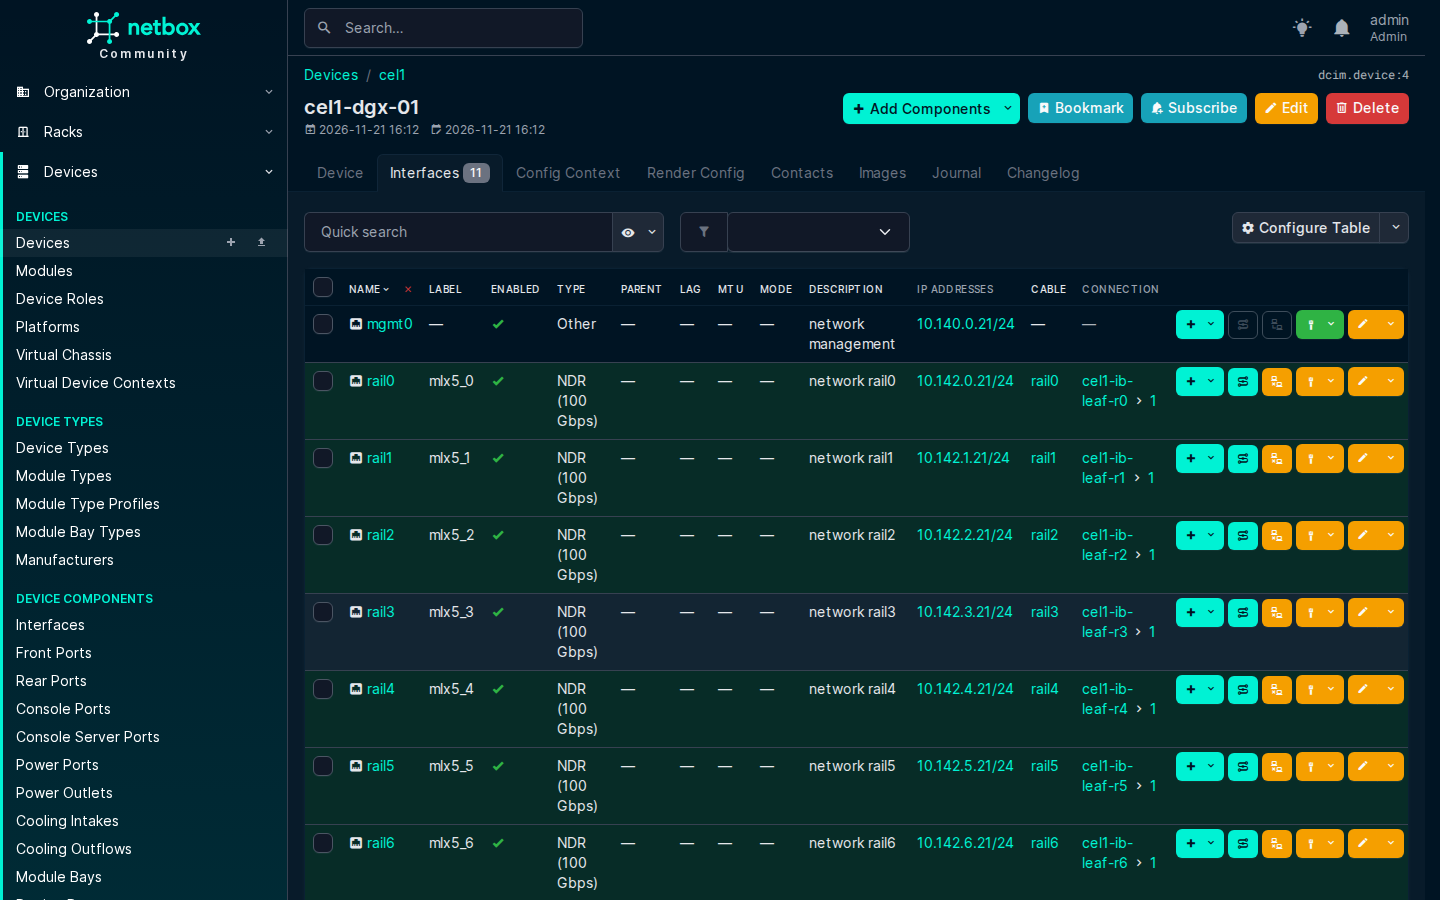 netbox
Community
Search...
admin
Admin
Organization
Racks
Devices
DEVICES
Devices
Modules
Device Roles
Platforms
Virtual Chassis
Virtual Device Contexts
DEVICE TYPES
Device Types
Module Types
Module Type Profiles
Module Bay Types
Manufacturers
DEVICE COMPONENTS
Interfaces
Front Ports
Rear Ports
Console Ports
Console Server Ports
Power Ports
Power Outlets
Cooling Intakes
Cooling Outflows
Module Bays
Devices / cel1
dcim.device:4
cel1-dgx-01
2026-11-21 16:12 2026-11-21 16:12
Add Components Bookmark Subscribe Edit Delete
Device Interfaces 11 Config Context Render Config Contacts Images Journal Changelog
Quick search
Configure Table
NAME LABEL ENABLED TYPE PARENT LAG MTU MODE DESCRIPTION IP ADDRESSES CABLE CONNECTION
mgmt0 — Other — — — — network 10.140.0.21/24 — —
management
rail0 mlx5_0 NDR — — — — network rail0 10.142.0.21/24 rail0 cel1-ib-
(100 leaf-r0 > 1
Gbps)
rail1 mlx5_1 NDR — — — — network rail1 10.142.1.21/24 rail1 cel1-ib-
(100 leaf-r1 > 1
Gbps)
rail2 mlx5_2 NDR — — — — network rail2 10.142.2.21/24 rail2 cel1-ib-
(100 leaf-r2 > 1
Gbps)
rail3 mlx5_3 NDR — — — — network rail3 10.142.3.21/24 rail3 cel1-ib-
(100 leaf-r3 > 1
Gbps)
rail4 mlx5_4 NDR — — — — network rail4 10.142.4.21/24 rail4 cel1-ib-
(100 leaf-r4 > 1
Gbps)
rail5 mlx5_5 NDR — — — — network rail5 10.142.5.21/24 rail5 cel1-ib-
(100 leaf-r5 > 1
Gbps)
rail6 mlx5_6 NDR — — — — network rail6 10.142.6.21/24 rail6 cel1-ib-
(100 leaf-r6 > 1
Gbps)